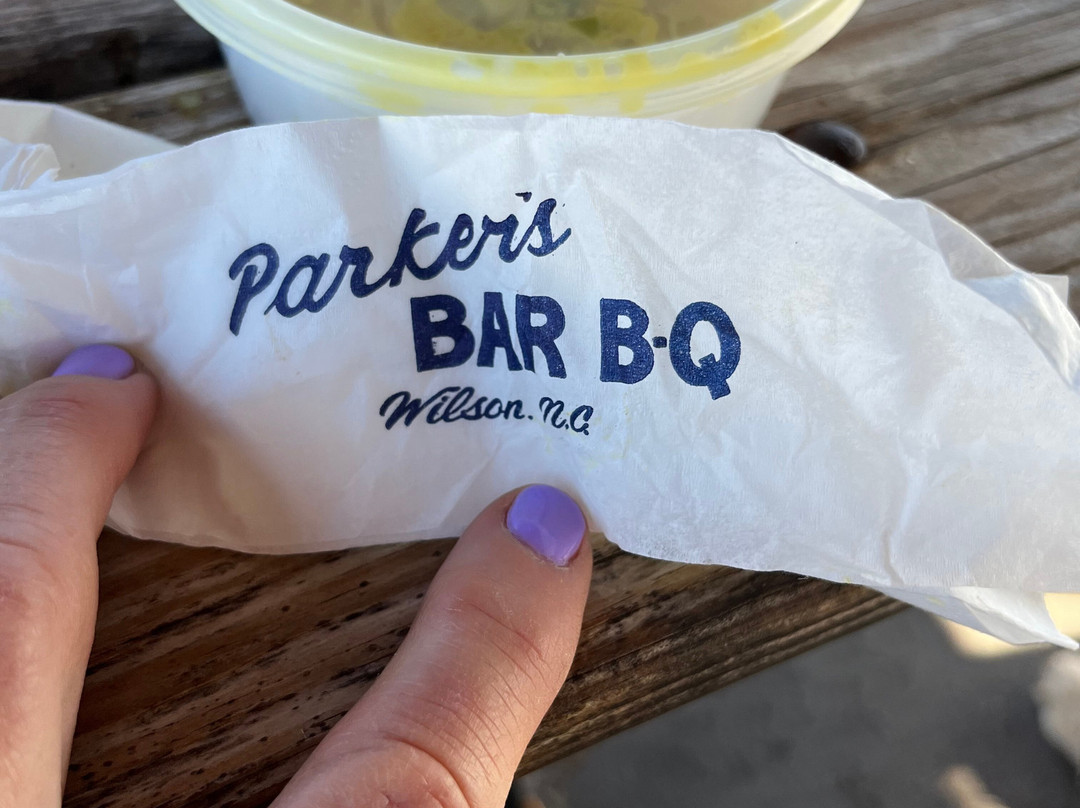 Parker's
BAR B-Q
Wilson. N.C.